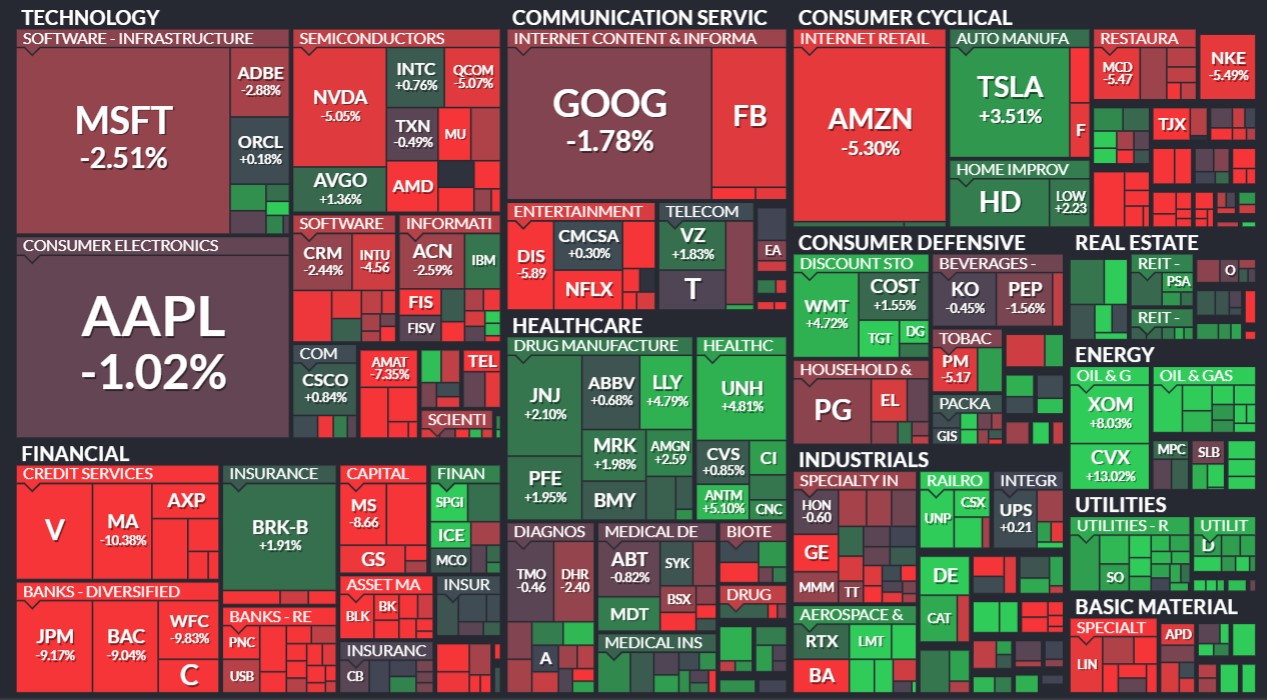 TECHNOLOGY
SOFTWARE - INFRASTRUCTURE
MSFT
-2.51%
ADBE
-2.88%
ORCL
+0.18%
SEMICONDUCTORS
NVDA
-5.05%
INTC
+0.76%
QCOM
-5.07%
TXN
-0.49%
MU
AVGO
+1.36%
AMD
CONSUMER ELECTRONICS
AAPL
-1.02%
SOFTWARE
CRM
-2.44%
INTU
-4.56
INFORMATI
ACN
-2.59%
IBM
FIS
FISV
COM
CSCO
+0.84%
AMAT
-7.35%
TEL
SCIENTI
COMMUNICATION SERVIC
INTERNET CONTENT & INFORMA
GOOG
-1.78%
FB
ENTERTAINMENT
DIS
-5.89
CMCSA
+0.30%
NFLX
TELECOM
VZ
+1.83%
T
EA
CONSUMER CYCLICAL
INTERNET RETAIL
AMZN
-5.30%
AUTO MANUFA
TSLA
+3.51%
F
HOME IMPROV
HD
LOW
+2.23
RESTAURA
MCD
-5.47
NKE
-5.49%
TJX
HEALTHCARE
DRUG MANUFACTURE
JNJ
+2.10%
ABBV
+0.68%
LLY
+4.79%
PFE
+1.95%
MRK
+1.98%
AMGN
+2.59
BMY
HEALTHC
UNH
+4.81%
CVS
+0.85%
CI
ANTM
+5.10%
CNC
DIAGNOS
TMO
-0.46
DHR
-2.40
A
MEDICAL DE
ABT
-0.82%
SYK
BSX
MDT
MEDICAL INS
BIOTE
DRUG
CONSUMER DEFENSIVE
DISCOUNT STO
WMT
+4.72%
COST
+1.55%
TGT
DG
BEVERAGES -
KO
-0.45%
PEP
-1.56%
HOUSEHOLD &
PG
EL
TOBAC
PM
-5.17
PACKA
GIS
REAL ESTATE
REIT -
PSA
REIT -
O
ENERGY
OIL & G
XOM
+8.03%
CVX
+13.02%
OIL & GAS
MPC
SLB
FINANCIAL
CREDIT SERVICES
V
MA
-10.38%
AXP
INSURANCE
BRK-B
+1.91%
CAPITAL
MS
-8.66
GS
FINAN
SPGI
ICE
MCO
BANKS - DIVERSIFIED
JPM
-9.17%
BAC
-9.04%
WFC
-9.83%
C
BANKS - RE
PNC
USB
ASSET MA
BLK
BK
INSUR
INSURANC
CB
INDUSTRIALS
SPECIALTY IN
HON
-0.60
GE
MMM
TT
RAILRO
UNP
CSX
INTEGR
UPS
+0.21
AEROSPACE &
RTX
LMT
BA
DE
CAT
UTILITIES
UTILITIES - R
SO
UTILIT
D
BASIC MATERIAL
SPECIALT
LIN
APD